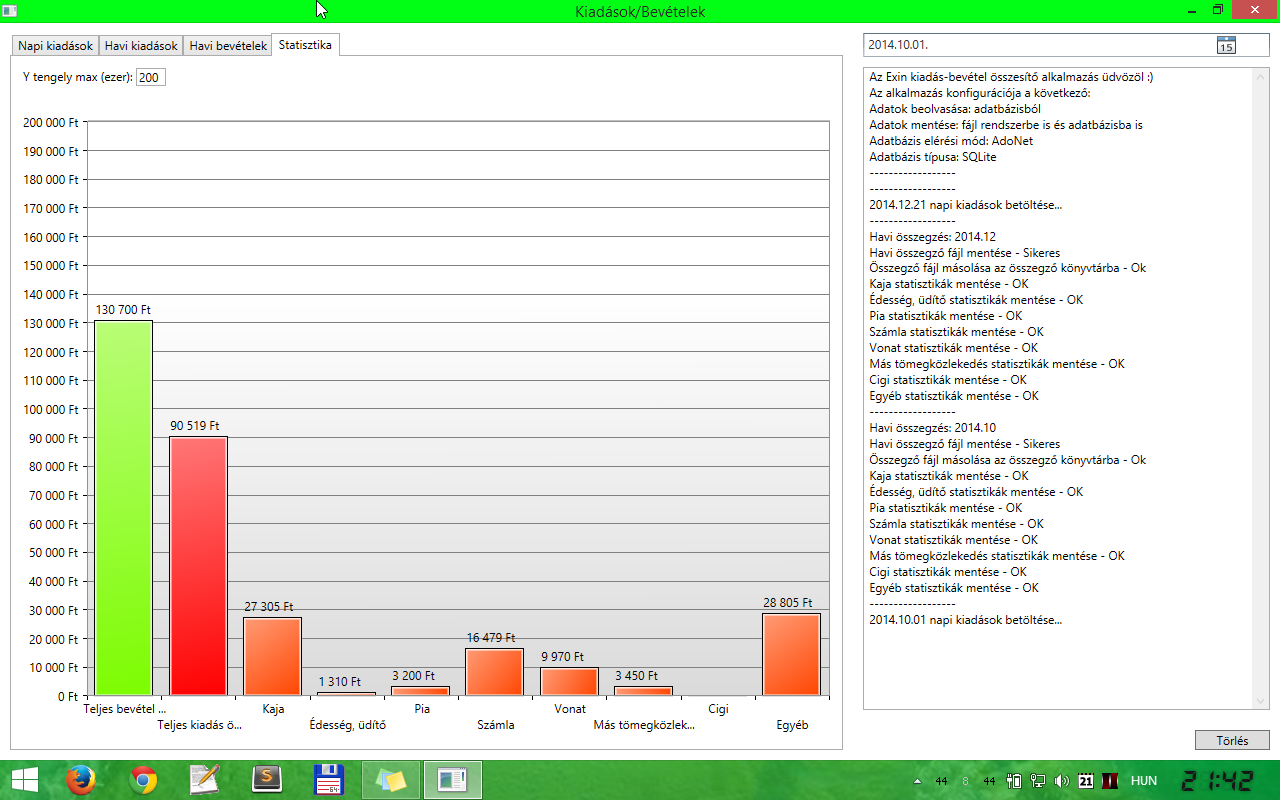 Kiadások/Bevételek
Napi kiadások
Havi kiadások
Havi bevételek
Statisztika
Y tengely max (ezer): 200
200 000 Ft
190 000 Ft
180 000 Ft
170 000 Ft
160 000 Ft
150 000 Ft
140 000 Ft
130 000 Ft
120 000 Ft
110 000 Ft
100 000 Ft
90 000 Ft
80 000 Ft
70 000 Ft
60 000 Ft
50 000 Ft
40 000 Ft
30 000 Ft
20 000 Ft
10 000 Ft
0 Ft
130 700 Ft
90 519 Ft
27 305 Ft
1 310 Ft
3 200 Ft
16 479 Ft
9 970 Ft
3 450 Ft
28 805 Ft
Teljes bevétel ...
Teljes kiadás ö...
Kaja
Édesség, üdítő
Pia
Számla
Vonat
Más tömegközlek...
Cigi
Egyéb
2014.10.01.
15
Az Exin kiadás-bevétel összesítő alkalmazás üdvözöl :)
Az alkalmazás konfigurációja a következő:
Adatok beolvasása: adatbázisból
Adatok mentése: fájl rendszerbe is és adatbázisba is
Adatbázis elérési mód: AdoNet
Adatbázis típusa: SQLite
------------------
------------------
2014.12.21 napi kiadások betöltése...
------------------
Havi összegzés: 2014.12
Havi összegző fájl mentése - Sikeres
Összegző fájl másolása az összegző könyvtárba - Ok
Kaja statisztikák mentése - OK
Édesség, üdítő statisztikák mentése - OK
Pia statisztikák mentése - OK
Számla statisztikák mentése - OK
Vonat statisztikák mentése - OK
Más tömegközlekedés statisztikák mentése - OK
Cigi statisztikák mentése - OK
Egyéb statisztikák mentése - OK
------------------
Havi összegzés: 2014.10
Havi összegző fájl mentése - Sikeres
Összegző fájl másolása az összegző könyvtárba - Ok
Kaja statisztikák mentése - OK
Édesség, üdítő statisztikák mentése - OK
Pia statisztikák mentése - OK
Számla statisztikák mentése - OK
Vonat statisztikák mentése - OK
Más tömegközlekedés statisztikák mentése - OK
Cigi statisztikák mentése - OK
Egyéb statisztikák mentése - OK
------------------
2014.10.01 napi kiadások betöltése...
Törlés
44 8 44 21 HUN 21:42